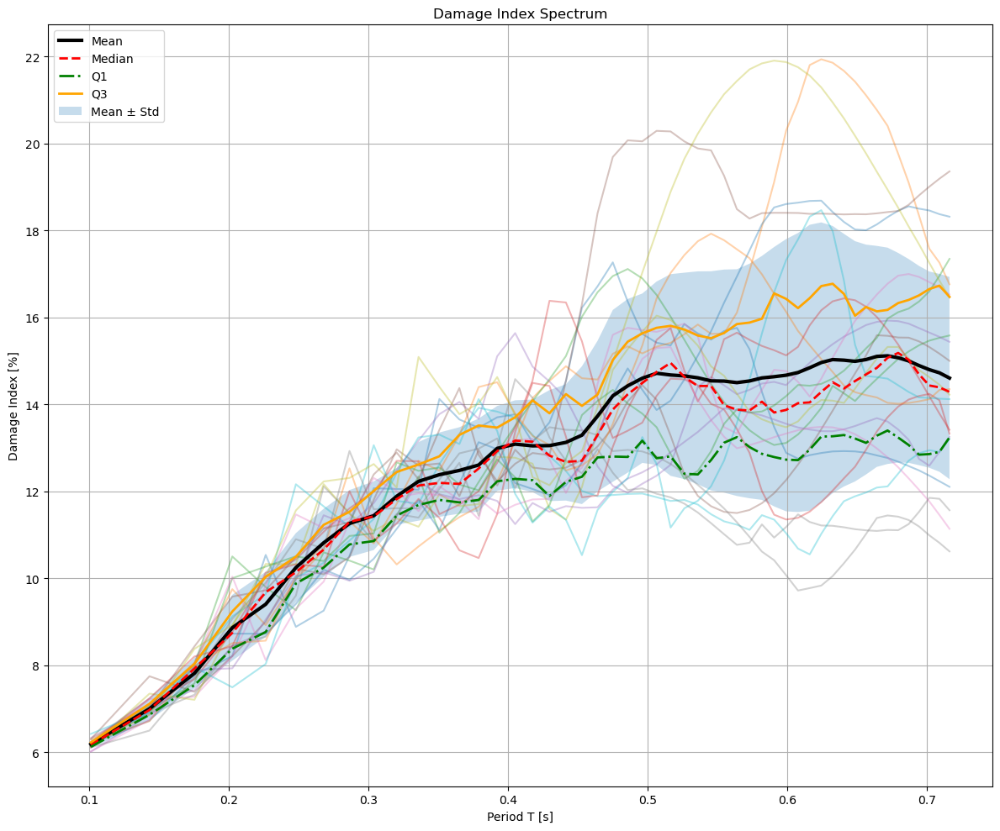 Damage Index Spectrum
Mean
Median
Q1
Q3
Mean ± Std
Damage Index [%]
22
20
18
16
14
12
10
8
6
0.1 0.2 0.3 0.4 0.5 0.6 0.7
Period T [s]